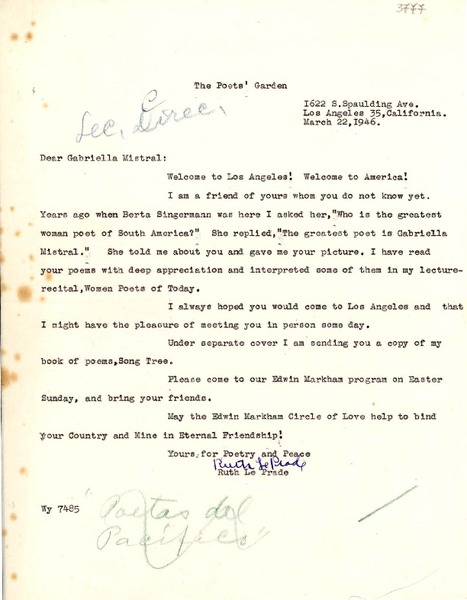 3777
The Poets' Garden
1622 S.Spaulding Ave.
Los Angeles 35,California.
March 22,1946.
Dear Gabriella Mistral:
Welcome to Los Angeles! Welcome to America!
I am a friend of yours whom you do not know yet.
Years ago when Berta Singermann was here I asked her,"Who is the greatest
woman poet of South America?" She replied,"The greatest poet is Gabriella
Mistral." She told me about you and gave me your picture. I have read
your poems with deep appreciation and interpreted some of them in my lecture-
recital,Women Poets of Today.
I always hoped you would come to Los Angeles and that
I might have the pleasure of meeting you in person some day.
Under separate cover I am sending you a copy of my
book of poems,Song Tree.
Please come to our Edwin Markham program on Easter
Sunday, and bring your friends.
May the Edwin Markham Circle of Love help to bind
your Country and Mine in Eternal Friendship!
Yours for Poetry and Peace
Ruth Le Prade
Ruth Le Prade
Wy 7485
"Poetas del
Pacífico"